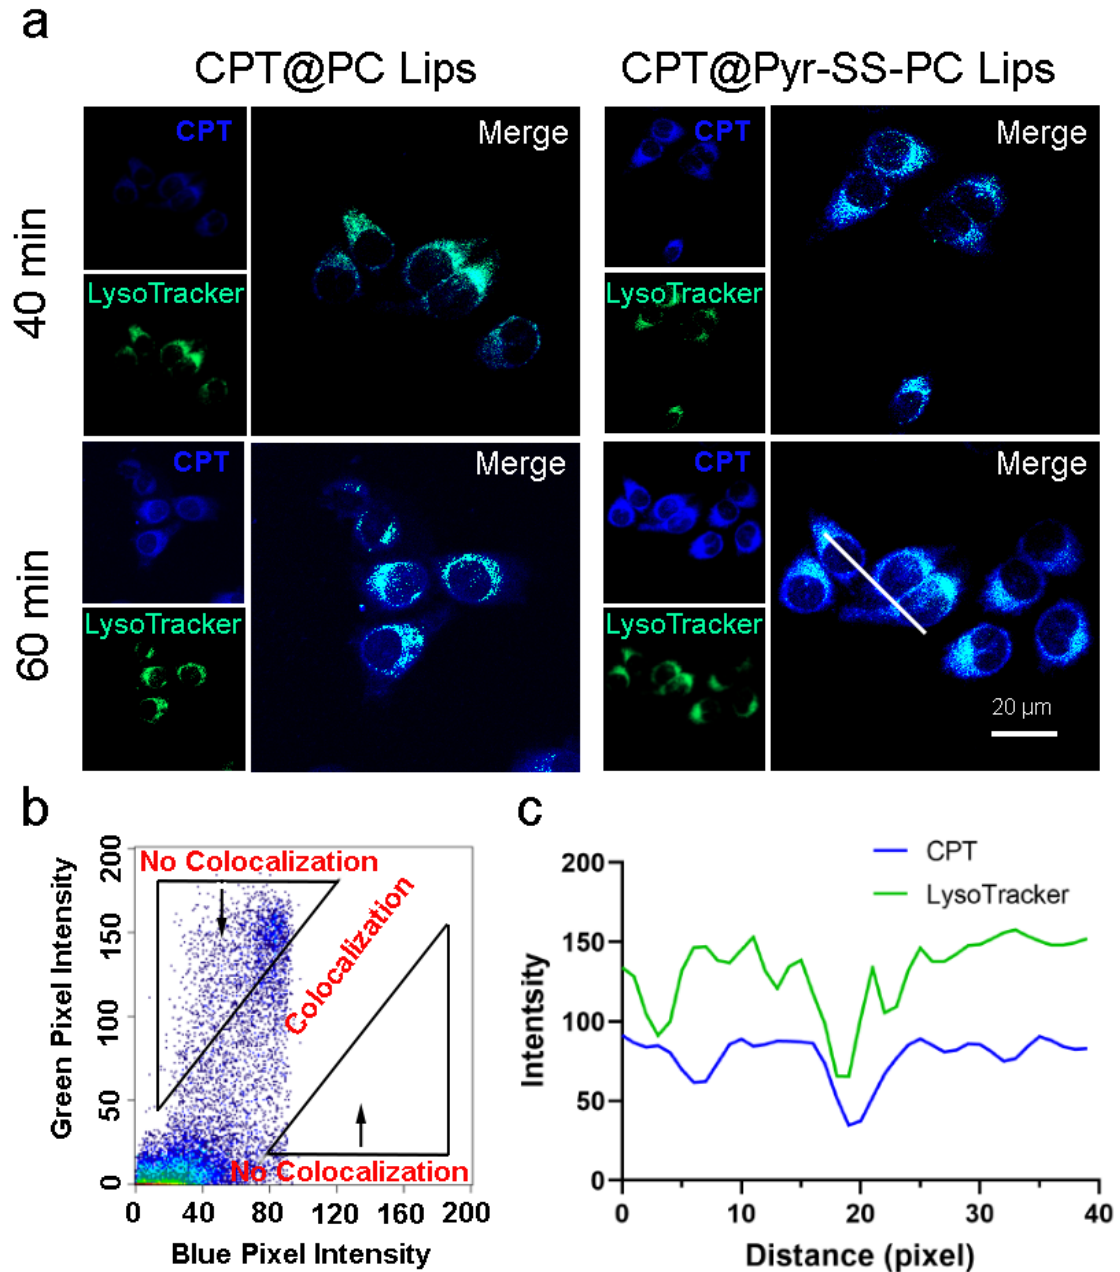 a
CPT@PC Lips
CPT@Pyr-SS-PC Lips
40 min
CPT
Merge
LysoTracker
CPT
Merge
LysoTracker
60 min
CPT
Merge
LysoTracker
CPT
Merge
LysoTracker
20 µm
b
No Colocalization
Colocalization
No Colocalization
Green Pixel Intensity
200
150
100
50
0
0 40 80 120 160 200
Blue Pixel Intensity
c
CPT
LysoTracker
Intentsity
200
150
100
50
0
0 10 20 30 40
Distance (pixel)